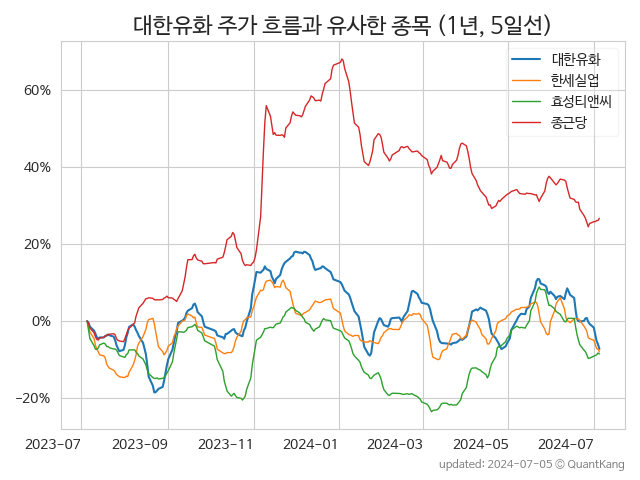 대한유화 주가 흐름과 유사한 종목 (1년, 5일선)
대한유화
한세실업
효성티앤씨
종근당
60%
40%
20%
0%
−20%
2023-07
2023-09
2023-11
2024-01
2024-03
2024-05
2024-07
updated: 2024-07-05 © QuantKang